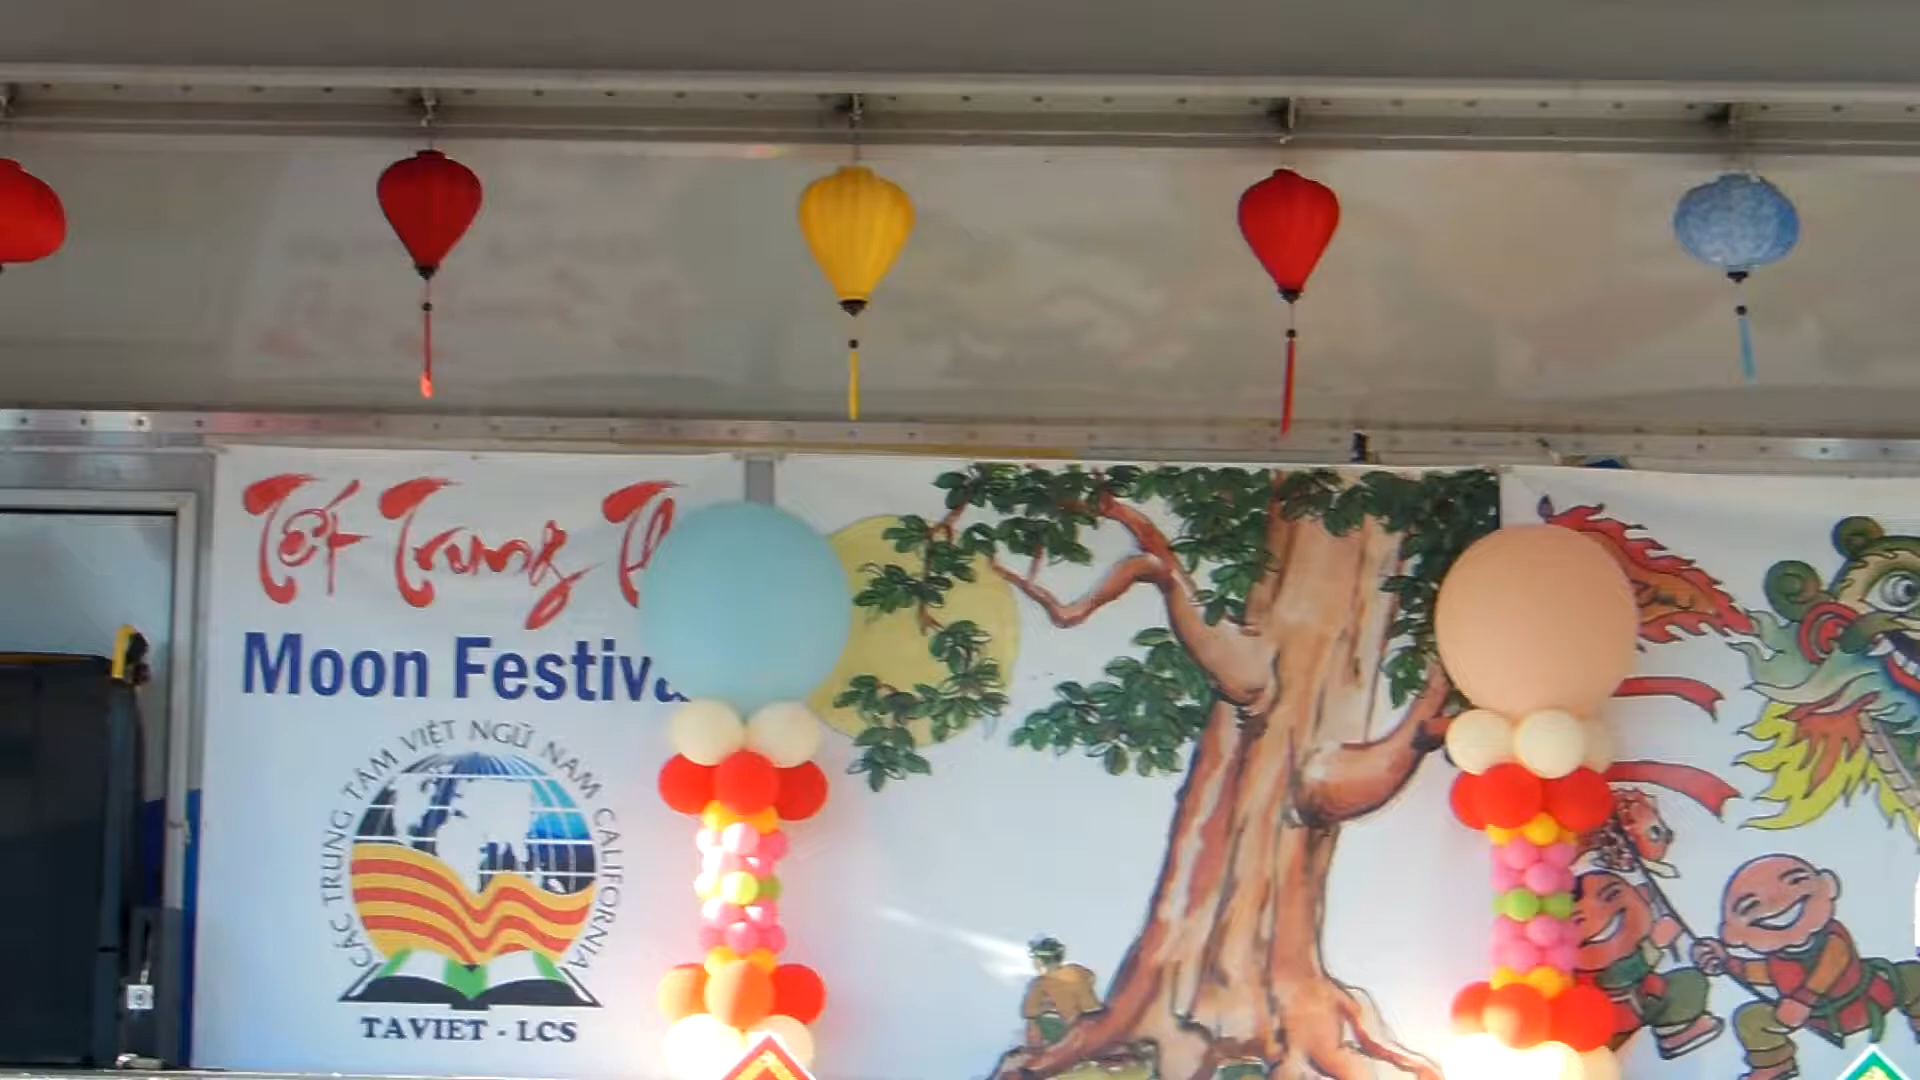 Tết Trung
Moon Festiva
CÁC TRUNG TÂM VIỆT NGỮ NAM CALIFORNIA
TAVIET - LCS